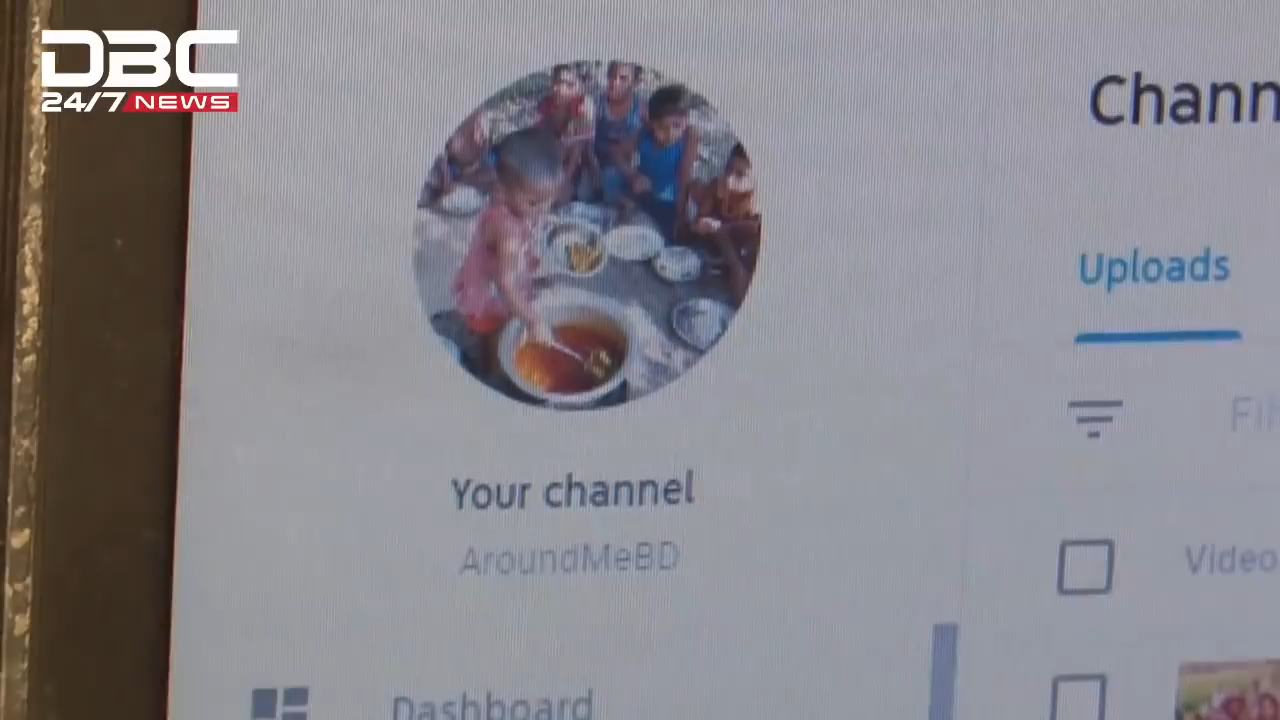 DBC
24/7 NEWS
Chann
Uploads
Your channel
AroundMeBD
Video
Dashboard